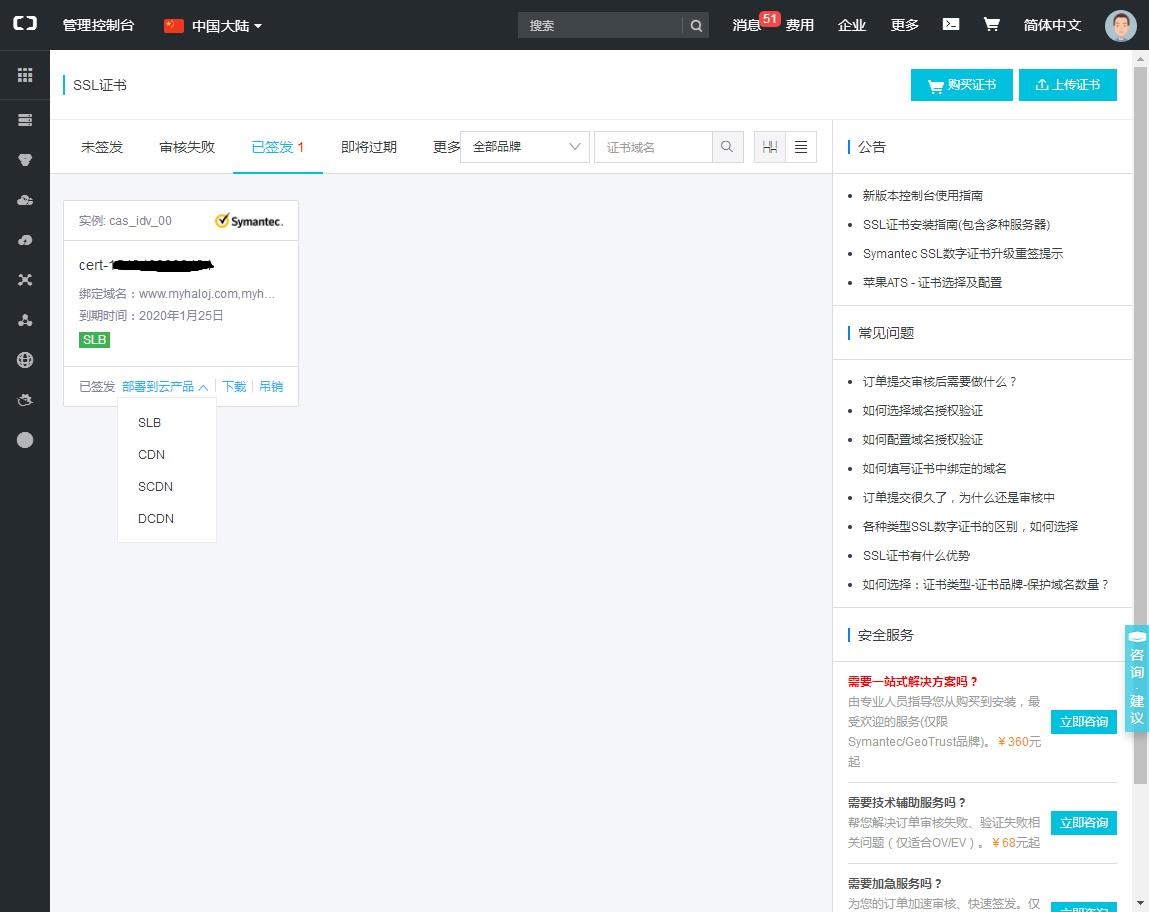 管理控制台
中国大陆
搜索
消息
51
费用
企业
更多
简体中文
SSL证书
购买证书
上传证书
未签发
审核失败
已签发 1
即将过期
更多
全部品牌
证书域名
实例: cas_idv_00
Symantec.
cert-
绑定域名：www.myhaloj.com,myh...
到期时间：2020年1月25日
SLB
已签发
部署到云产品
下载
吊销
SLB
CDN
SCDN
DCDN
公告
新版本控制台使用指南
SSL证书安装指南(包含多种服务器)
Symantec SSL数字证书升级重签提示
苹果ATS - 证书选择及配置
常见问题
订单提交审核后需要做什么？
如何选择域名授权验证
如何配置域名授权验证
如何填写证书中绑定的域名
订单提交很久了，为什么还是审核中
各种类型SSL数字证书的区别，如何选择
SSL证书有什么优势
如何选择：证书类型-证书品牌-保护域名数量？
安全服务
需要一站式解决方案吗？
由专业人员指导您从购买到安装，最
受欢迎的服务(仅限
Symantec/GeoTrust品牌)。￥360元
起
立即咨询
需要技术辅助服务吗？
帮您解决订单审核失败、验证失败相
关问题（仅适合OV/EV）。￥68元起
立即咨询
需要加急服务吗？
为您的订单加速审核、快速签发。仅
立即咨询
咨询·建议